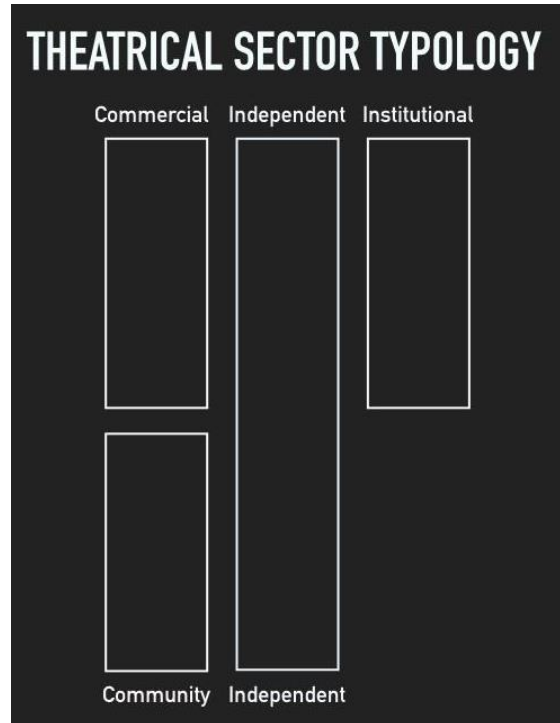 THEATRICAL SECTOR TYPOLOGY
Commercial Independent Institutional
Community Independent